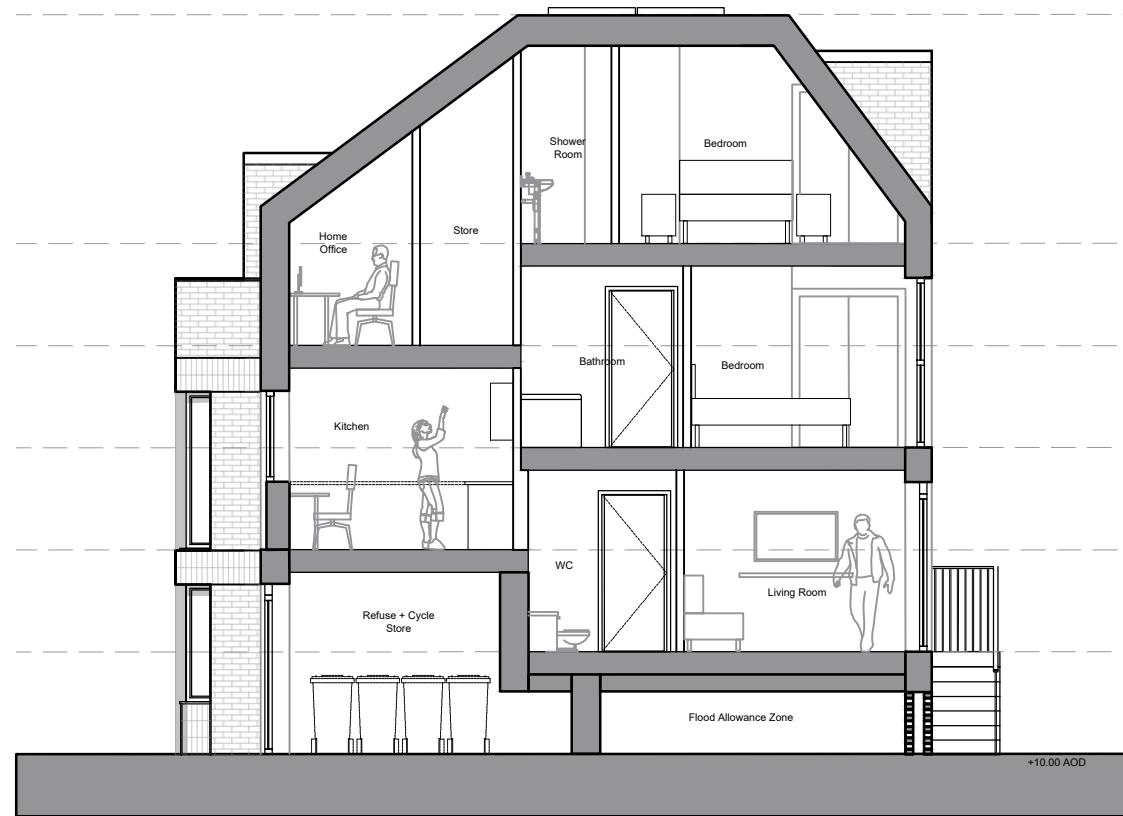 Shower
Room
Bedroom
Home
Office
Store
Bathroom
Bedroom
Kitchen
WC
Living Room
Refuse + Cycle
Store
Flood Allowance Zone
+10.00 AOD